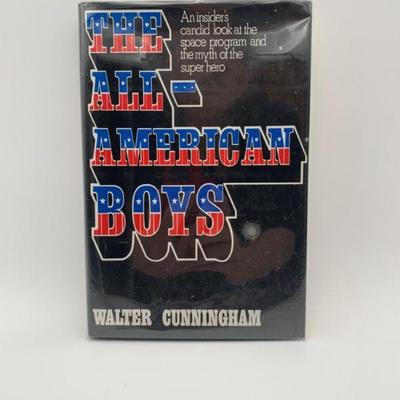 An insider's
candid look at the
space program and
the myth of the
super hero
THE
ALL-
AMERICAN
BOYS
WALTER CUNNINGHAM